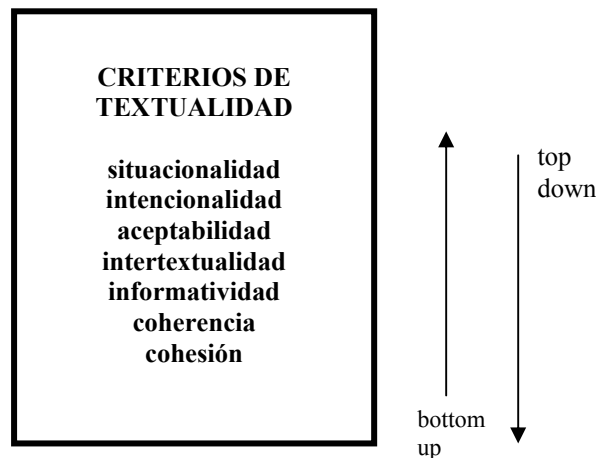 CRITERIOS DE
TEXTUALIDAD
situacionalidad
intencionalidad
aceptabilidad
intertextualidad
informatividad
coherencia
cohesión
top
down
bottom
up